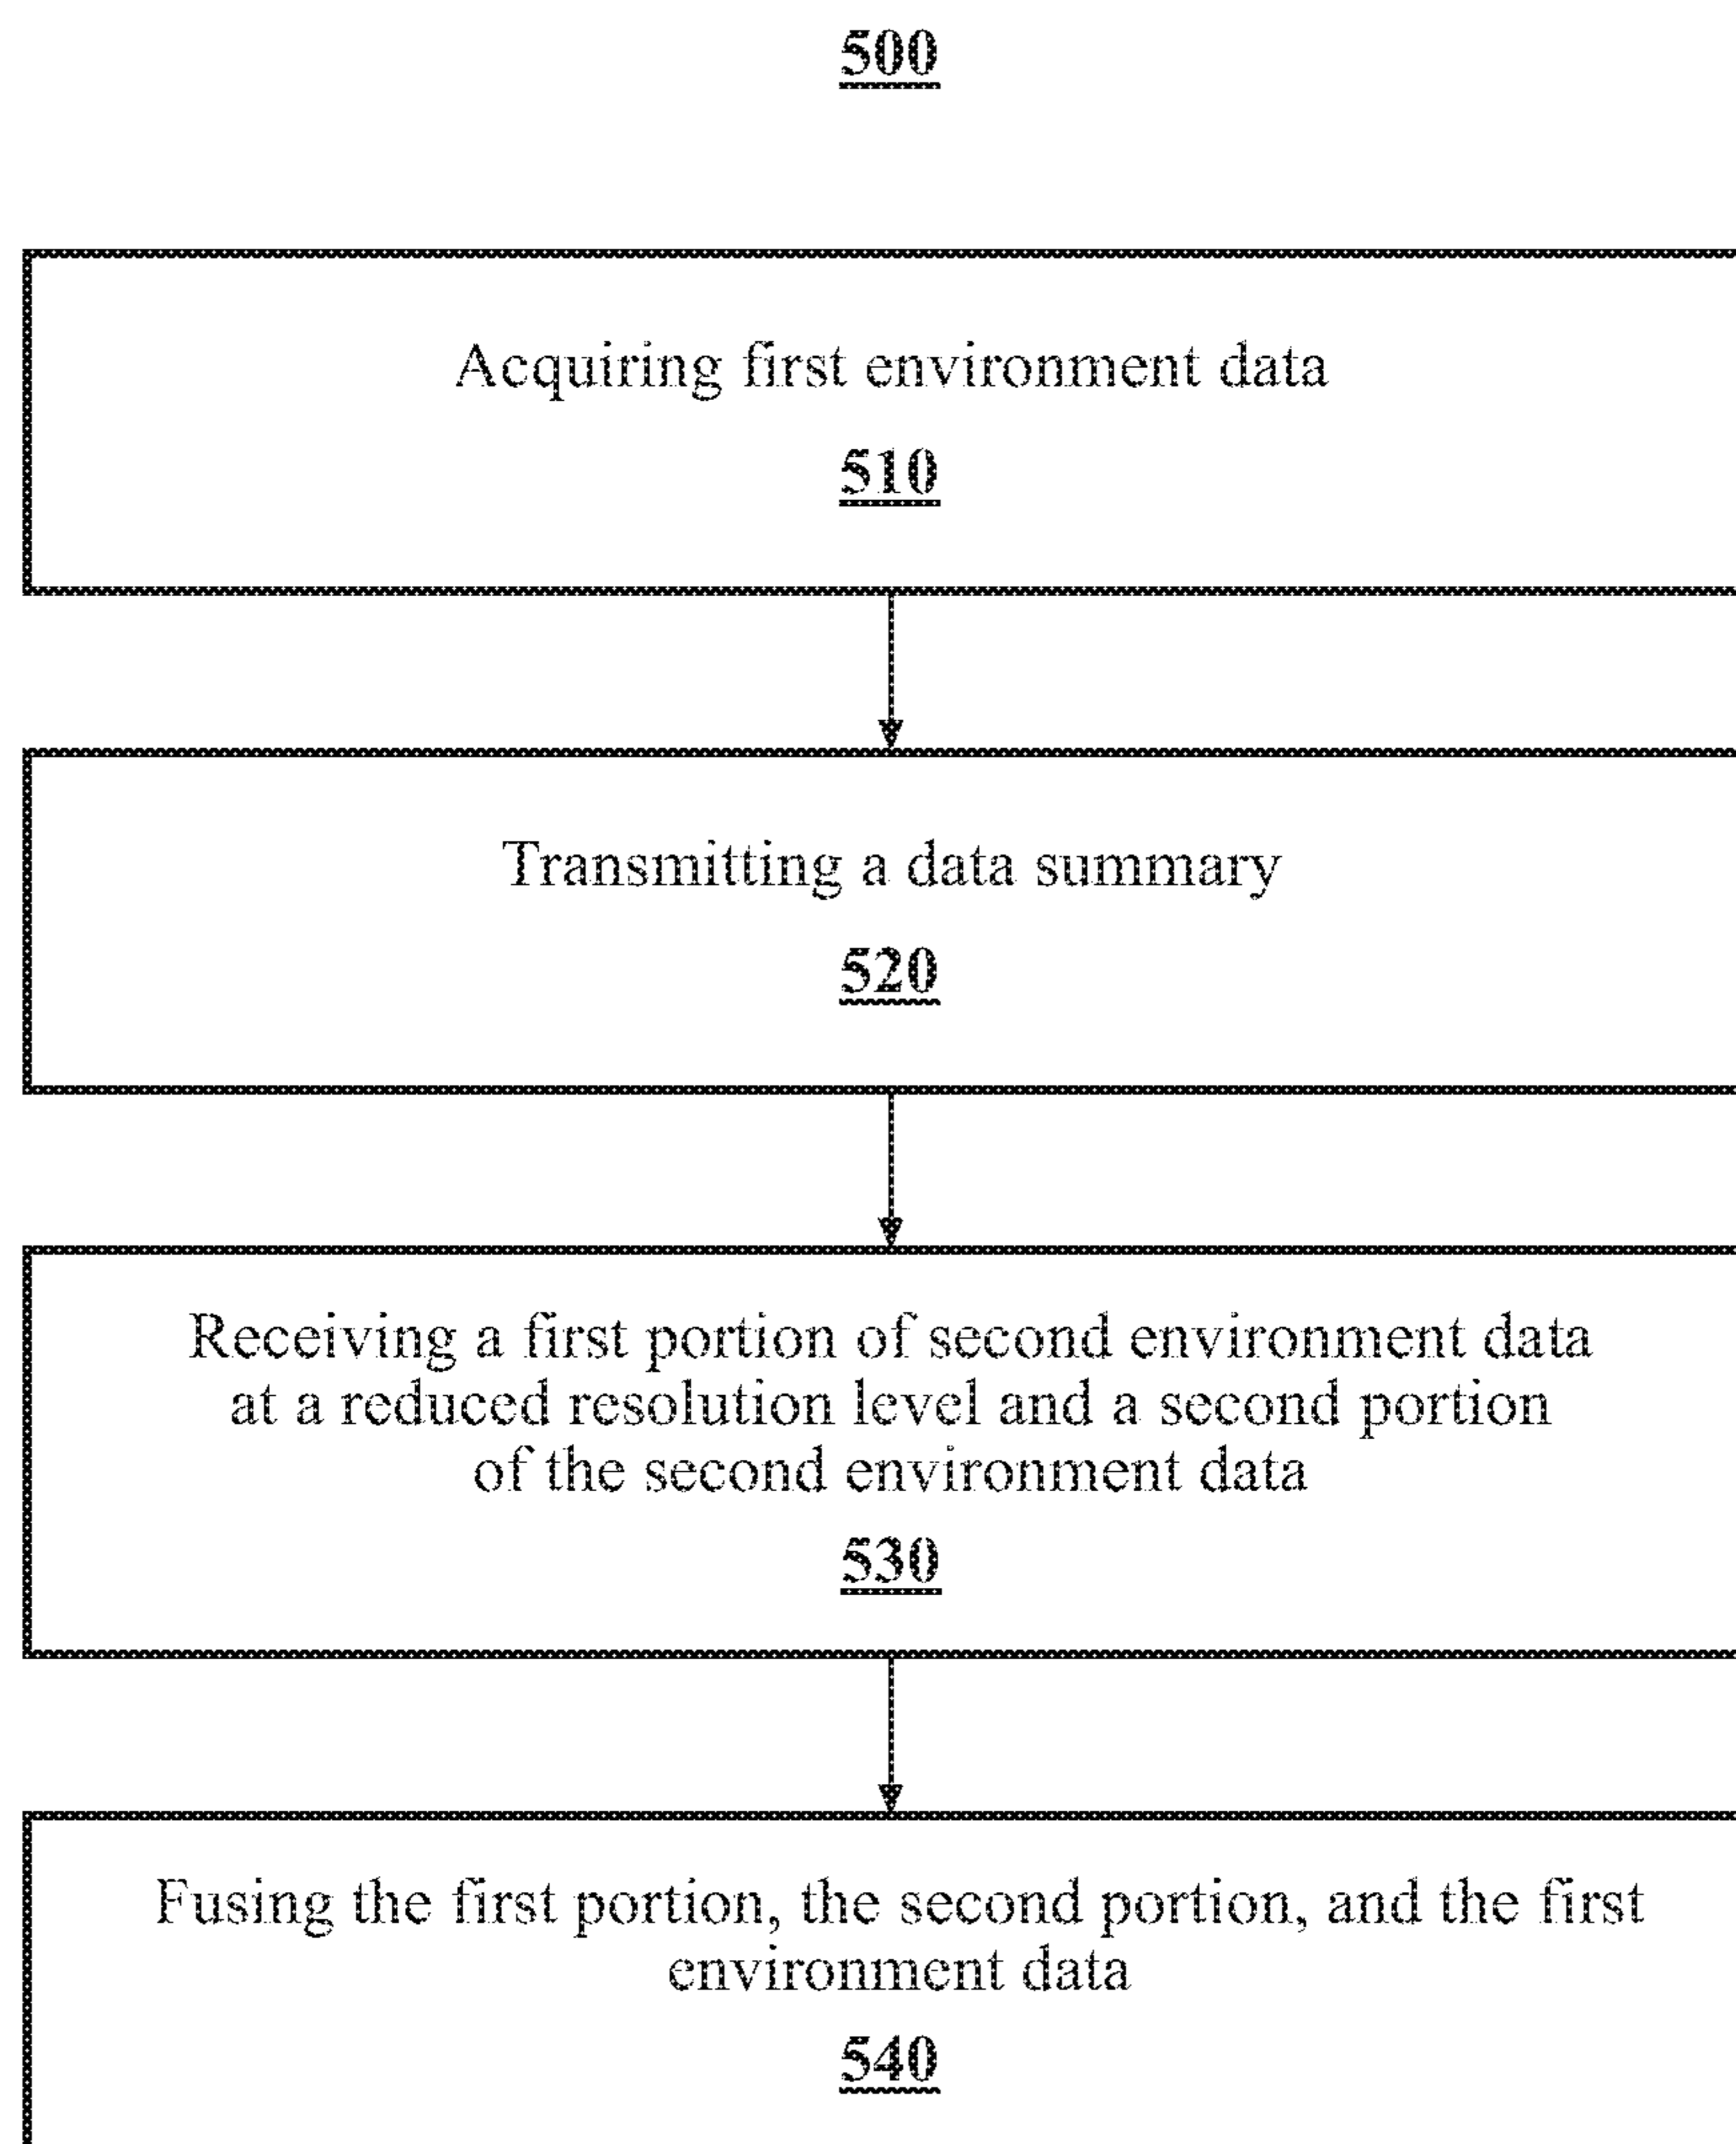 500
Acquiring first environment data
510
Transmitting a data summary
520
Receiving a first portion of second environment data
at a reduced resolution level and a second portion
of the second environment data
530
Fusing the first portion, the second portion, and the first
environment data
540